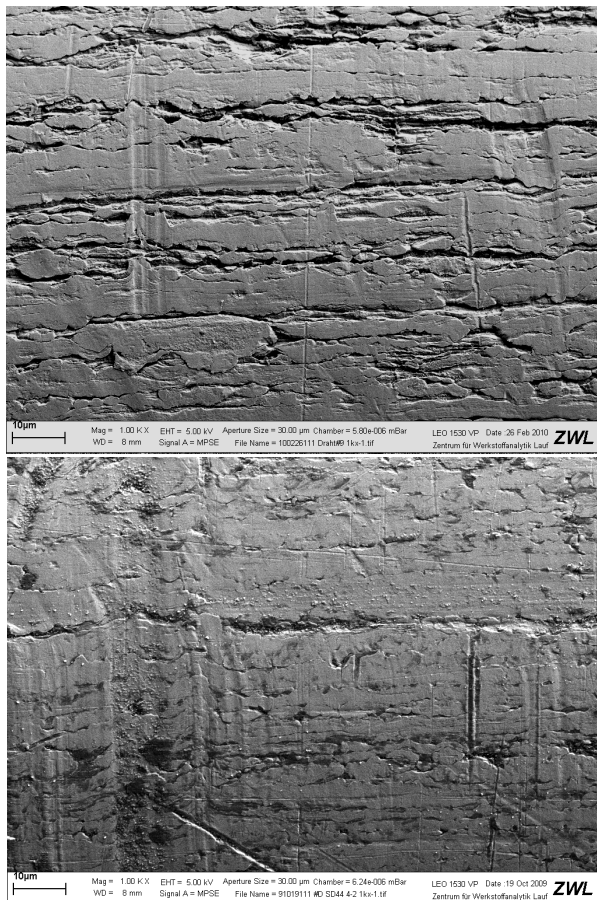 10µm
Mag = 1.00 K X EHT = 5.00 kV Aperture Size = 30.00 µm Chamber = 5.80e-006 mBar LEO 1530 VP Date :26 Feb 2010
WD = 8 mm Signal A = MPSE File Name = 100226111 Draht#9 1kx-1.tif Zentrum für Werkstoffanalytik Lauf ZWL
10µm
Mag = 1.00 K X EHT = 5.00 kV Aperture Size = 30.00 µm Chamber = 6.24e-006 mBar LEO 1530 VP Date :19 Oct 2009
WD = 8 mm Signal A = MPSE File Name = 91019111 #D SD44 4-2 1kx-1.tif Zentrum für Werkstoffanalytik Lauf ZWL